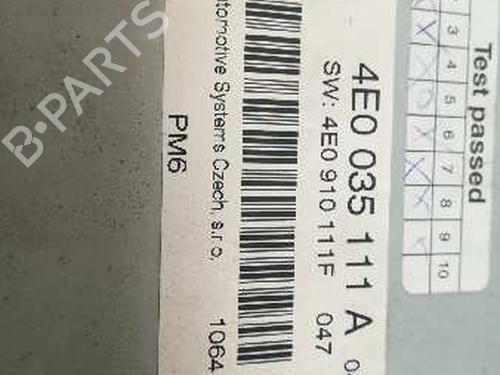 B-PARTS
Test passed
3
4
5
6
7
8
9
10
4E0 035 111 A
SW: 4E0 910 111F 047
utomotive Systems Czech, s.r.o, 1064
PM6